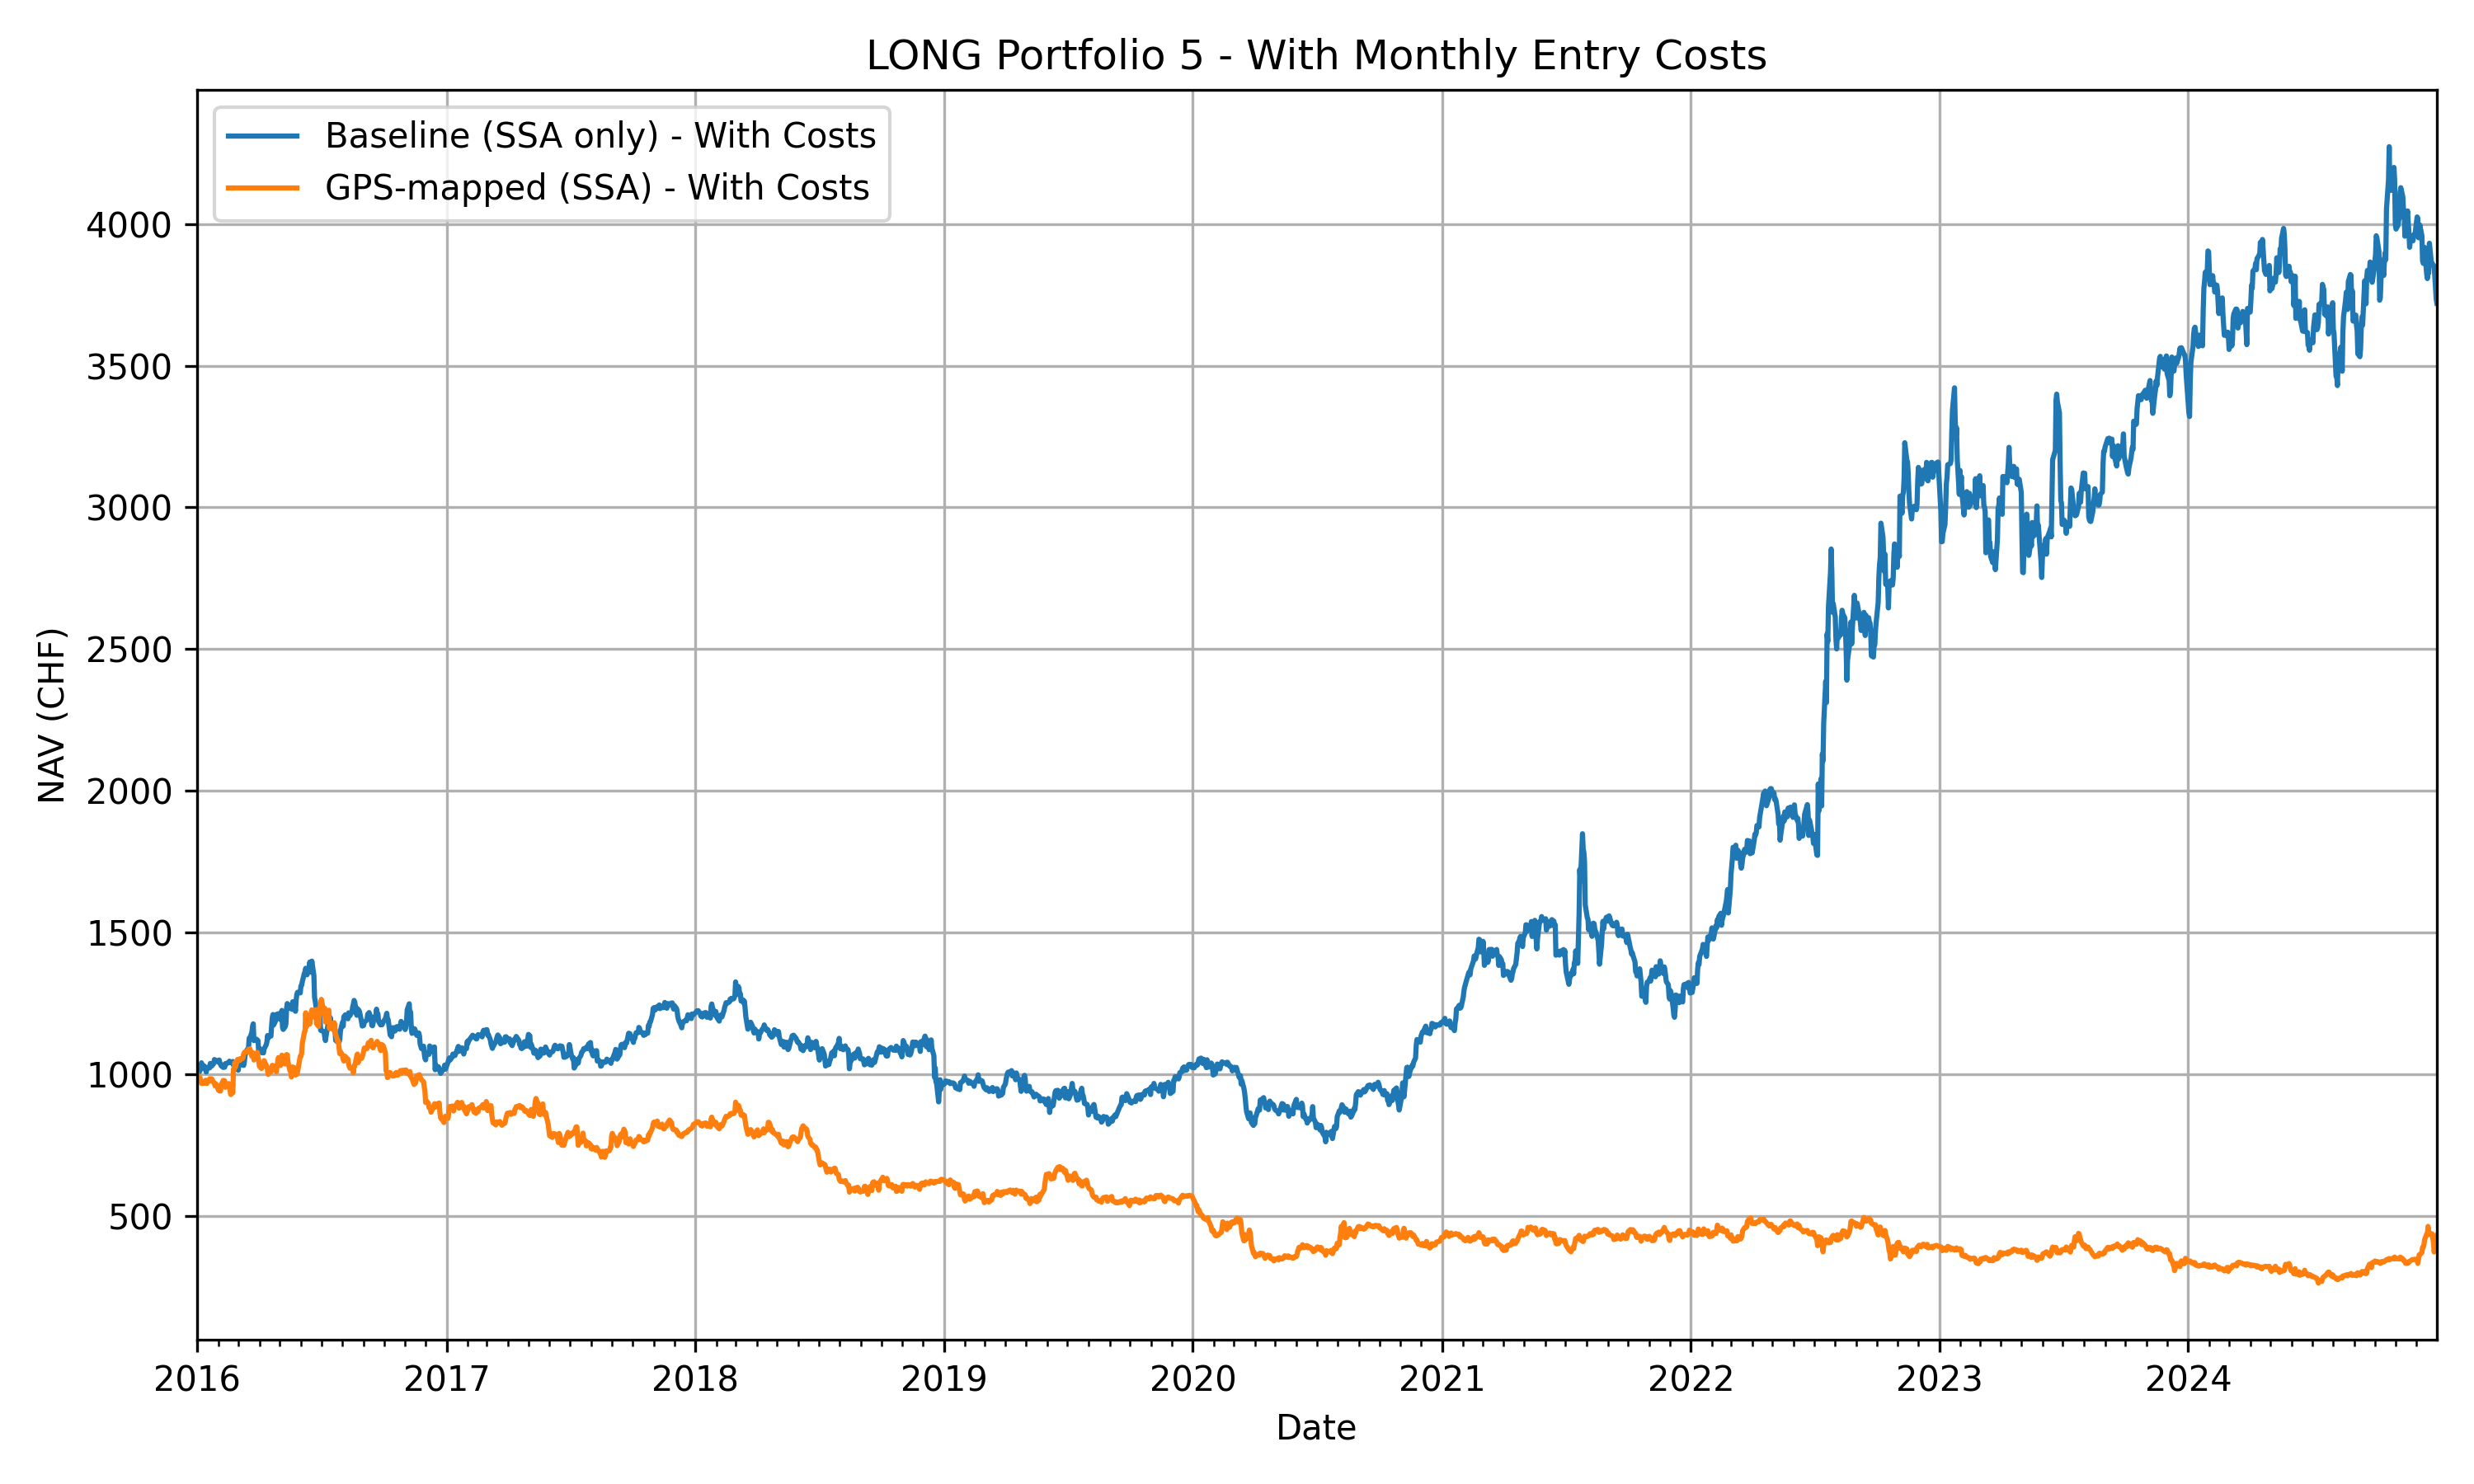 LONG Portfolio 5 - With Monthly Entry Costs
Baseline (SSA only) - With Costs
GPS-mapped (SSA) - With Costs
NAV (CHF)
4000
3500
3000
2500
2000
1500
1000
500
2016 2017 2018 2019 2020 2021 2022 2023 2024
Date